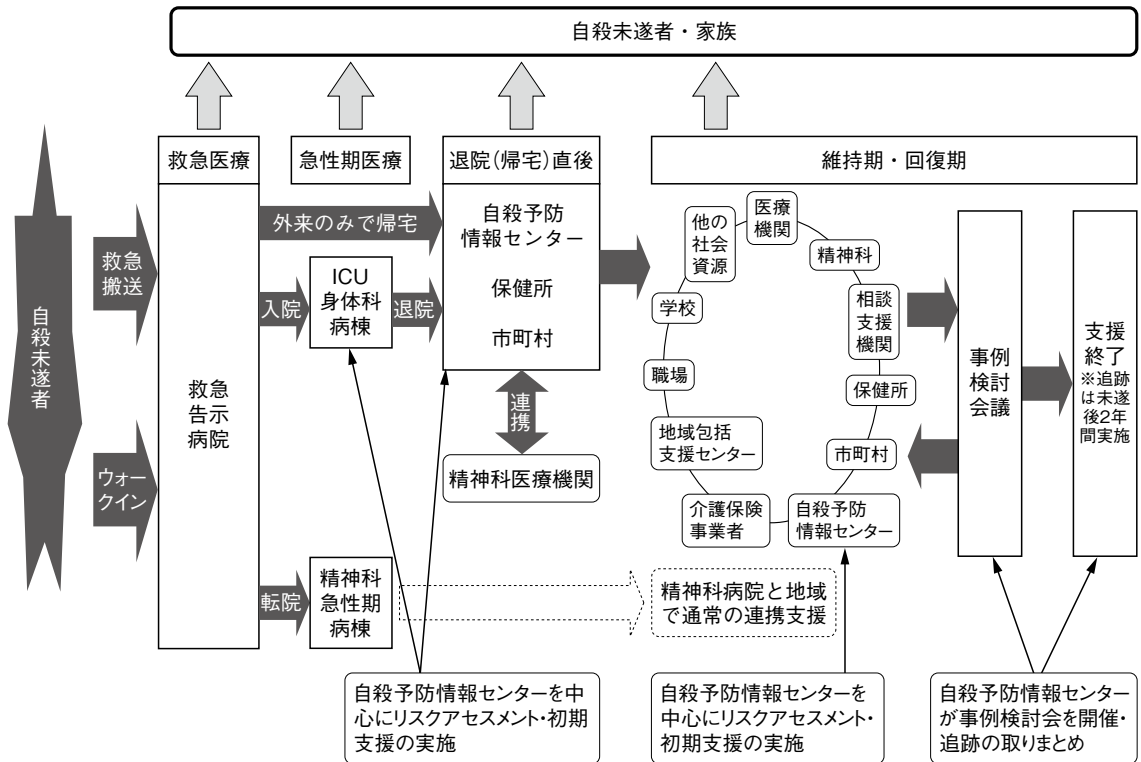 自殺未遂者・家族
救急医療
急性期医療
退院(帰宅)直後
維持期・回復期
自殺未遂者
救急
搬送
ウォー
クイン
救急
告示
病院
外来のみで帰宅
入院
ICU
身体科
病棟
退院
転院
精神科
急性期
病棟
自殺予防
情報センター
保健所
市町村
連携
精神科医療機関
医療
機関
精神科
相談
支援
機関
保健所
市町村
自殺予防
情報センター
介護保険
事業者
地域包括
支援センター
職場
学校
他の
社会
資源
精神科病院と地域
で通常の連携支援
事例
検討
会議
支援
終了
※追跡
は未遂
後2年
間実施
自殺予防情報センターを中
心にリスクアセスメント・初期
支援の実施
自殺予防情報センターを
中心にリスクアセスメント・
初期支援の実施
自殺予防情報センター
が事例検討会を開催・
追跡の取りまとめ